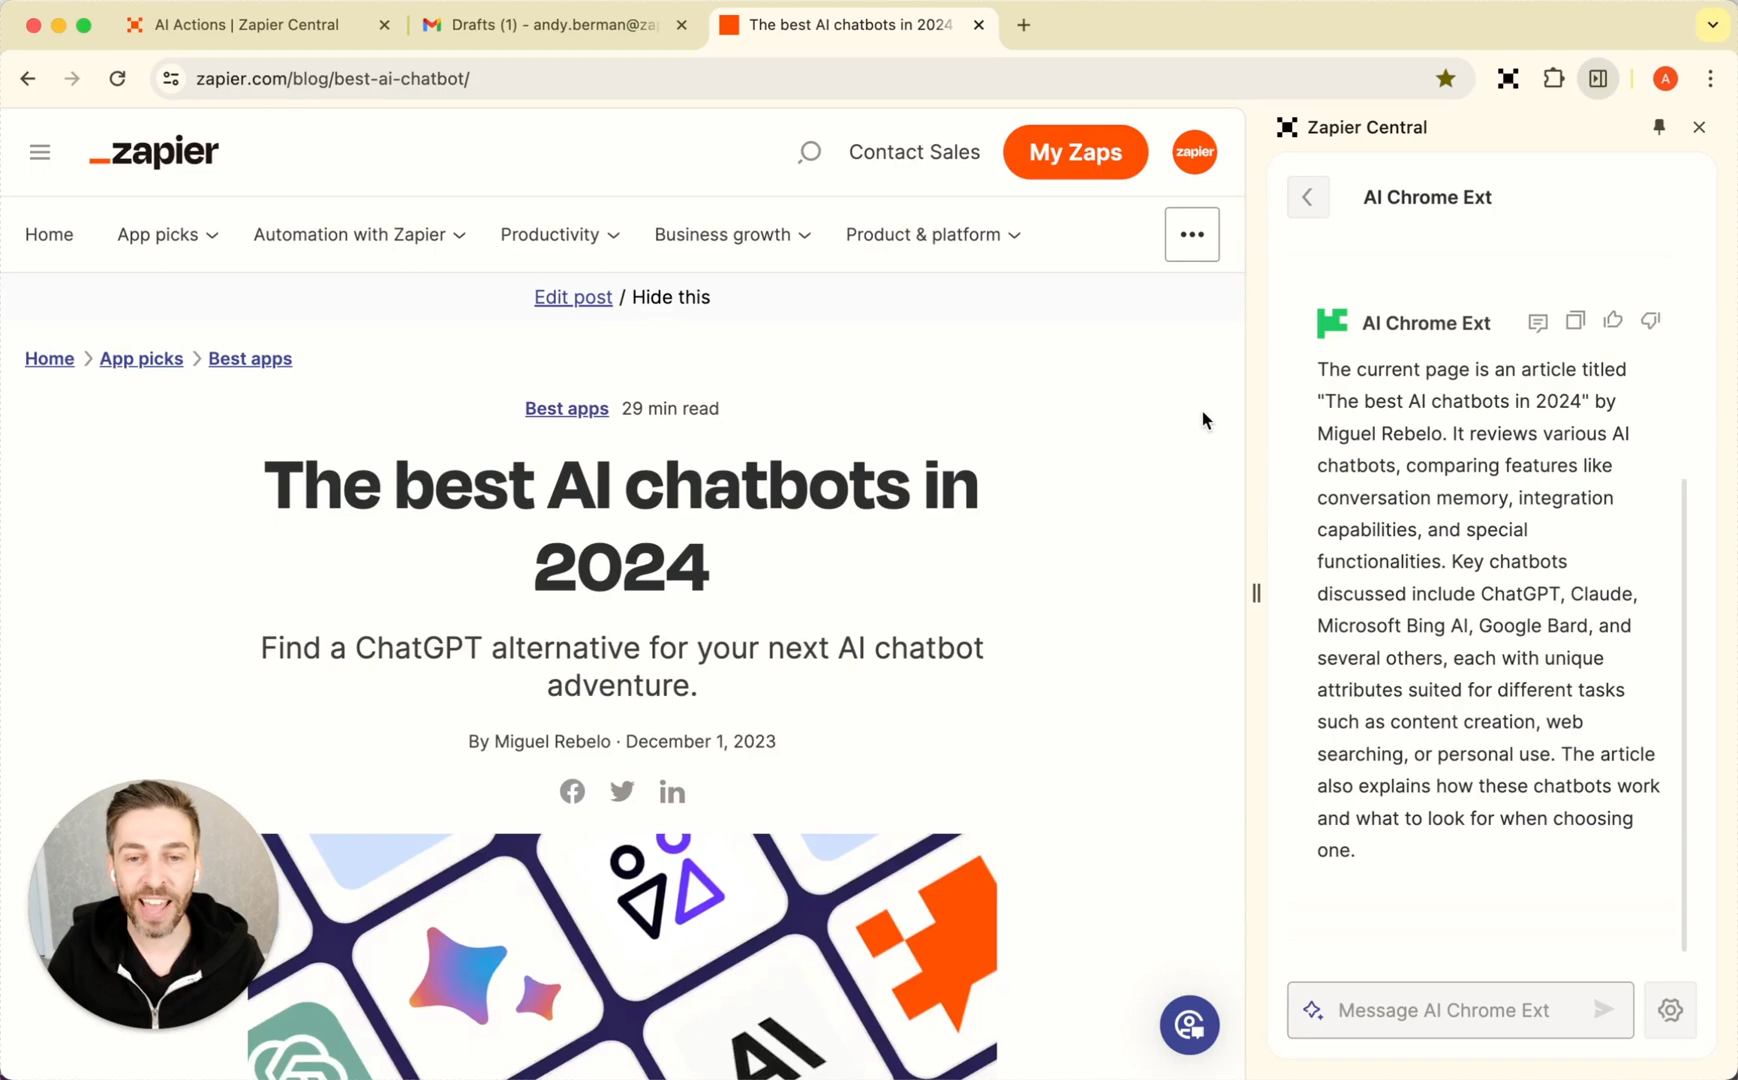 AI Actions | Zapier Central
Drafts (1) - andy.berman@za
The best AI chatbots in 2024
zapier.com/blog/best-ai-chatbot/
A
zapier
Contact Sales
My Zaps
zapier
Home
App picks
Automation with Zapier
Productivity
Business growth
Product & platform
Edit post / Hide this
Home
App picks
Best apps
Best apps 29 min read
The best AI chatbots in
2024
Find a ChatGPT alternative for your next AI chatbot
adventure.
By Miguel Rebelo · December 1, 2023
AI
Zapier Central
AI Chrome Ext
AI Chrome Ext
The current page is an article titled
"The best AI chatbots in 2024" by
Miguel Rebelo. It reviews various AI
chatbots, comparing features like
conversation memory, integration
capabilities, and special
functionalities. Key chatbots
discussed include ChatGPT, Claude,
Microsoft Bing AI, Google Bard, and
several others, each with unique
attributes suited for different tasks
such as content creation, web
searching, or personal use. The article
also explains how these chatbots work
and what to look for when choosing
one.
Message AI Chrome Ext